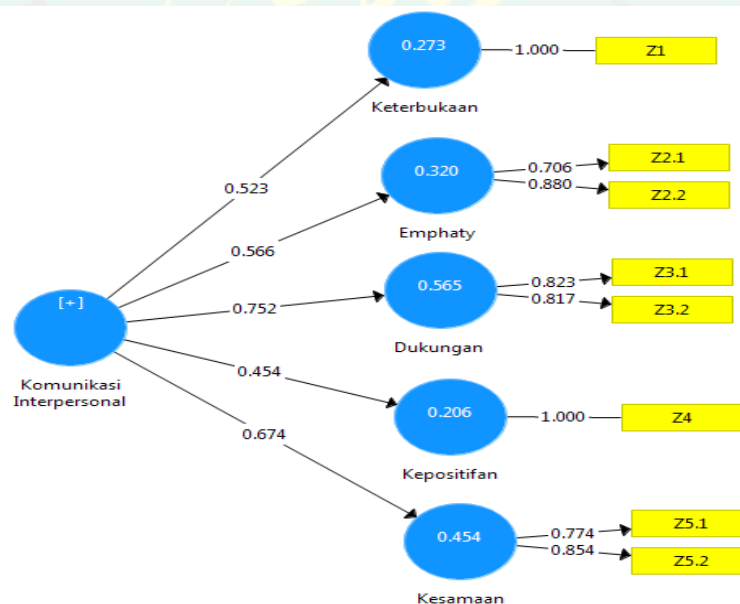 0.273
1.000
Z1
Keterbukaan
0.523
0.320
0.706
0.880
Z2.1
Z2.2
Emphaty
0.566
[+]
Komunikasi
Interpersonal
0.752
0.565
0.823
0.817
Z3.1
Z3.2
Dukungan
0.454
0.206
1.000
Z4
Kepositifan
0.674
0.454
0.774
0.854
Z5.1
Z5.2
Kesamaan